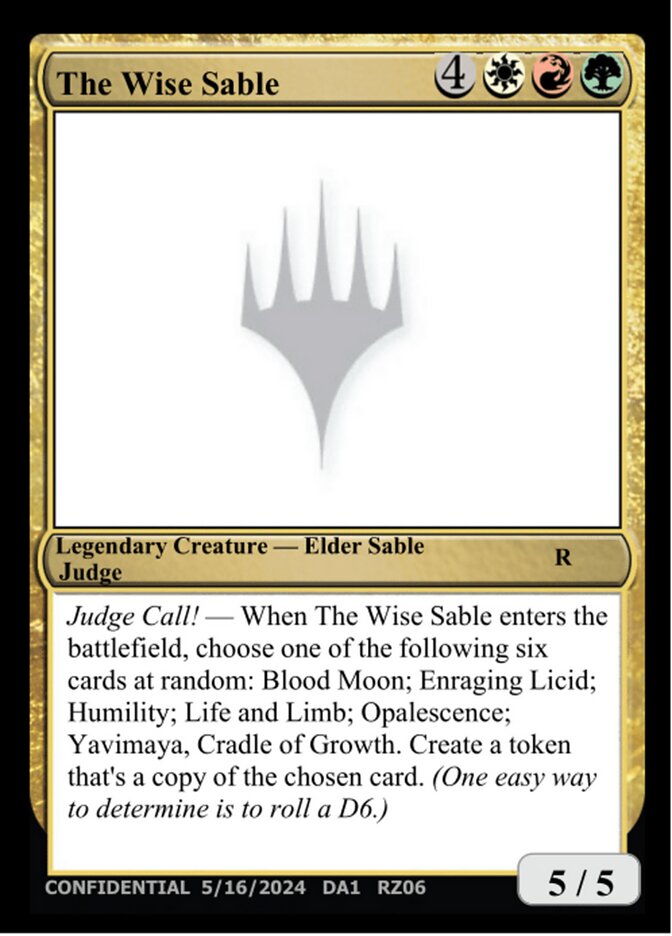 The Wise Sable
4
Legendary Creature — Elder Sable
Judge
R
Judge Call! — When The Wise Sable enters the
battlefield, choose one of the following six
cards at random: Blood Moon; Enraging Licid;
Humility; Life and Limb; Opalescence;
Yavimaya, Cradle of Growth. Create a token
that's a copy of the chosen card. (One easy way
to determine is to roll a D6.)
CONFIDENTIAL 5/16/2024 DA1 RZ06
5 / 5